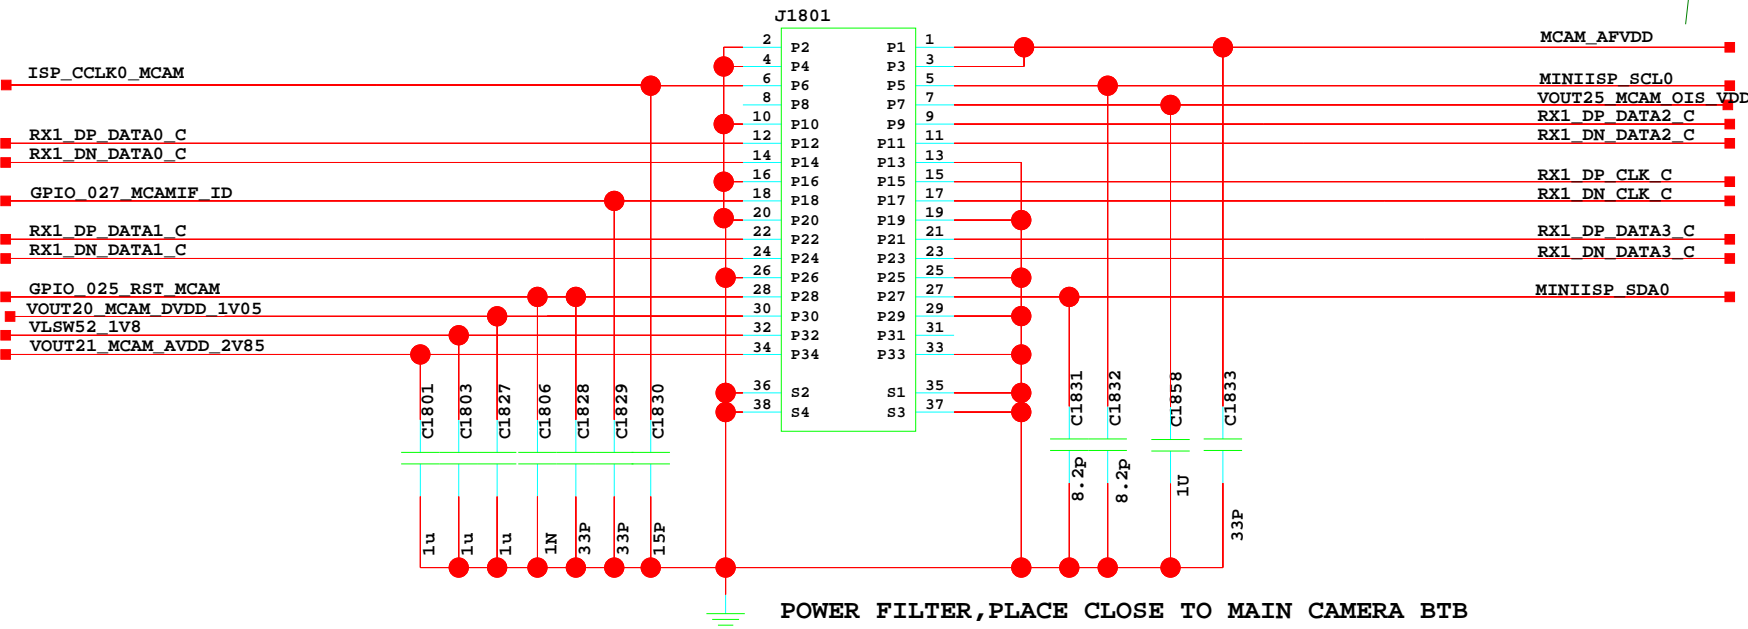 J1801
2 P2 P1 1 MCAM_AFVDD
4 P4 P3 3
ISP_CCLK0_MCAM 6 P6 P5 5 MINIISP_SCL0
8 P8 P7 7 VOUT25_MCAM_OIS_VDD
10 P10 P9 9 RX1_DP_DATA2_C
RX1_DP_DATA0_C 12 P12 P11 11 RX1_DN_DATA2_C
RX1_DN_DATA0_C 14 P14 P13 13
16 P16 P15 15 RX1_DP_CLK_C
GPIO_027_MCAMIF_ID 18 P18 P17 17 RX1_DN_CLK_C
20 P20 P19 19
RX1_DP_DATA1_C 22 P22 P21 21 RX1_DP_DATA3_C
RX1_DN_DATA1_C 24 P24 P23 23 RX1_DN_DATA3_C
26 P26 P25 25
GPIO_025_RST_MCAM 28 P28 P27 27 MINIISP_SDA0
VOUT20_MCAM_DVDD_1V05 30 P30 P29 29
VLSW52_1V8 32 P32 P31 31
VOUT21_MCAM_AVDD_2V85 34 P34 P33 33
36 S2 S1 35
38 S4 S3 37
C1801 C1803 C1827 C1806 C1828 C1829 C1830 C1831 C1832 C1858 C1833
8.2p 8.2p 1U
1u 1u 1u 1N 33P 33P 15P 33P
POWER FILTER,PLACE CLOSE TO MAIN CAMERA BTB